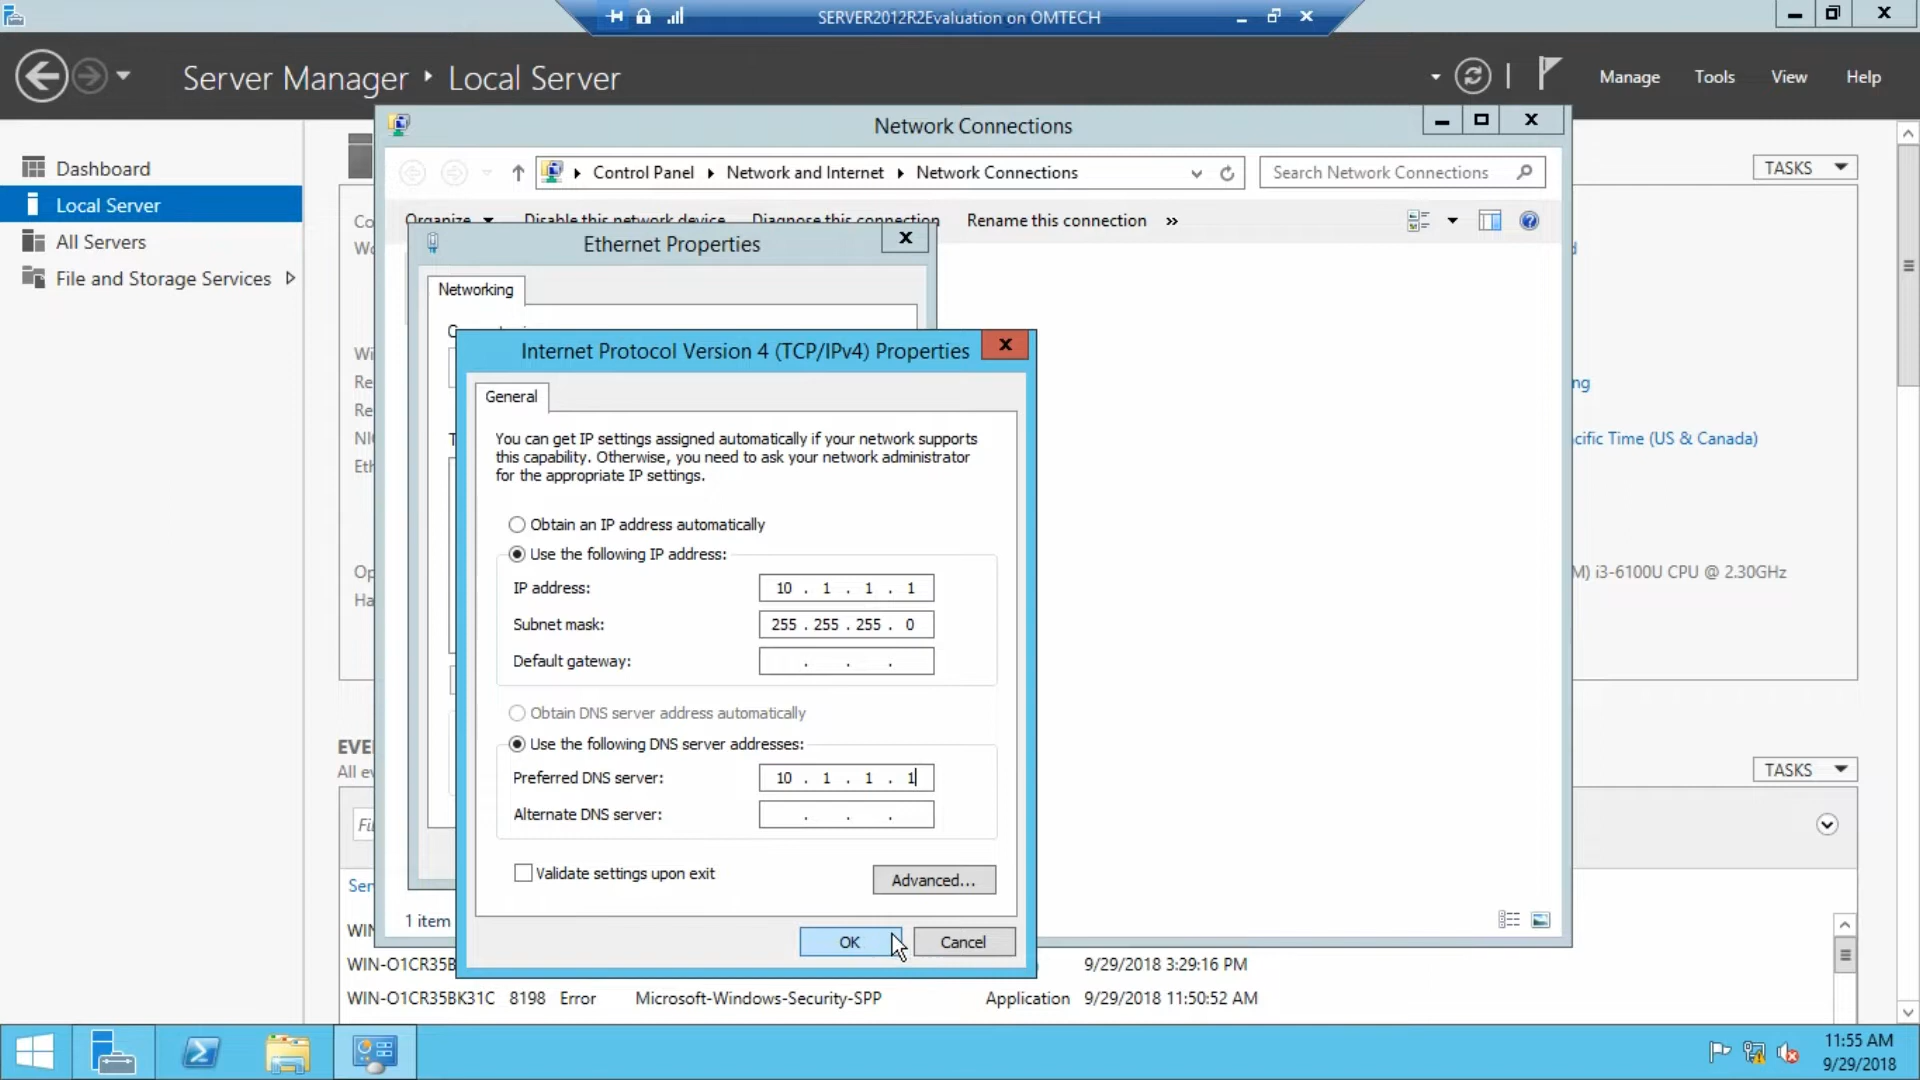 SERVER2012R2Evaluation on OMTECH
Server Manager
Local Server
Manage
Tools
View
Help
Dashboard
Local Server
All Servers
File and Storage Services
TASKS
Network Connections
Control Panel
Network and Internet
Network Connections
Search Network Connections
Organize
Disable this network device
Diagnose this connection
Rename this connection
»
Ethernet Properties
Networking
Internet Protocol Version 4 (TCP/IPv4) Properties
General
You can get IP settings assigned automatically if your network supports
this capability. Otherwise, you need to ask your network administrator
for the appropriate IP settings.
Obtain an IP address automatically
Use the following IP address:
IP address:
10 . 1 . 1 . 1
Subnet mask:
255 . 255 . 255 . 0
Default gateway:
. . .
Obtain DNS server address automatically
Use the following DNS server addresses:
Preferred DNS server:
10 . 1 . 1 . 1
Alternate DNS server:
. . .
Validate settings upon exit
Advanced...
OK
Cancel
1 item
(US & Canada)
Time
i3-6100U CPU @ 2.30GHz
TASKS
WIN-O1CR35B
9/29/2018 3:29:16 PM
WIN-O1CR35BK31C 8198 Error Microsoft-Windows-Security-SPP Application 9/29/2018 11:50:52 AM
11:55 AM
9/29/2018